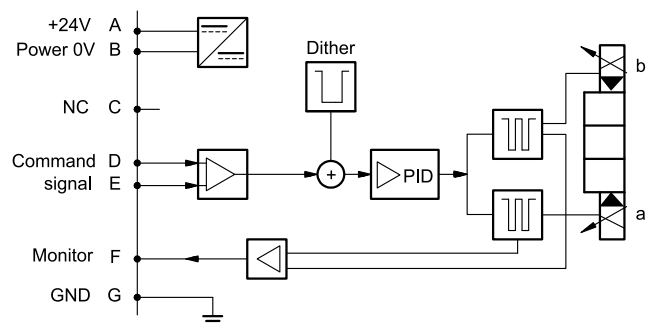 +24V A
Power 0V B
Dither
b
NC C
Command D
signal E
PID
a
Monitor F
GND G